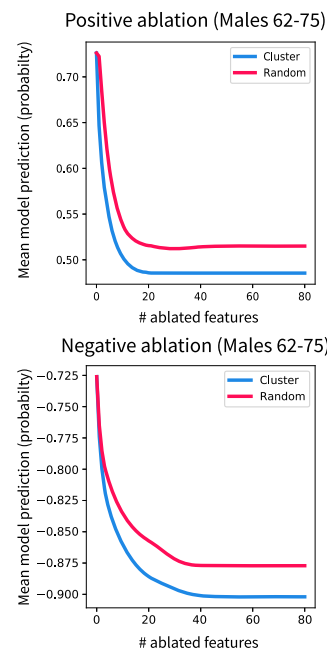 Positive ablation (Males 62-75)
Mean model prediction (probabilty)
0.70
0.65
0.60
0.55
0.50
Cluster
Random
0
20
40
60
80
# ablated features
Negative ablation (Males 62-75)
Mean model prediction (probabilty)
−0.725
−0.750
−0.775
−0.800
−0.825
−0.850
−0.875
−0.900
Cluster
Random
0
20
40
60
80
# ablated features